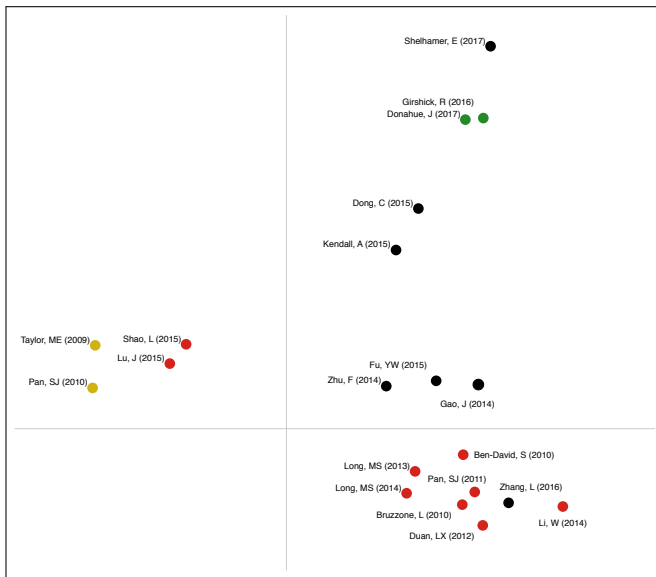 Shelhamer, E (2017)
Girshick, R (2016)
Donahue, J (2017)
Dong, C (2015)
Kendall, A (2015)
Taylor, ME (2009)
Shao, L (2015)
Lu, J (2015)
Pan, SJ (2010)
Fu, YW (2015)
Zhu, F (2014)
Gao, J (2014)
Ben-David, S (2010)
Long, MS (2013)
Pan, SJ (2011)
Zhang, L (2016)
Long, MS (2014)
Bruzzone, L (2010)
Li, W (2014)
Duan, LX (2012)